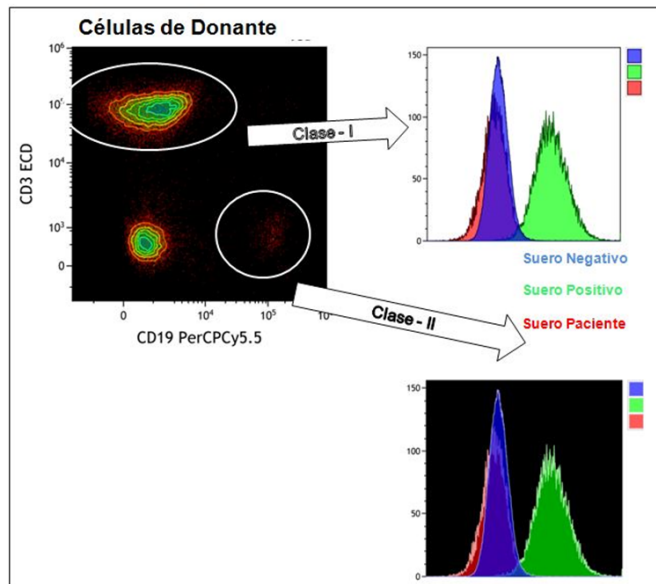 Células de Donante
10⁶
10⁵
10⁴
10³
0
CD3 ECD
0
10⁴
10⁵
10⁶
CD19 PerCPCy5.5
Clase - I
150
100
50
0
Suero Negativo
Suero Positivo
Suero Paciente
Clase - II
150
100
50
0